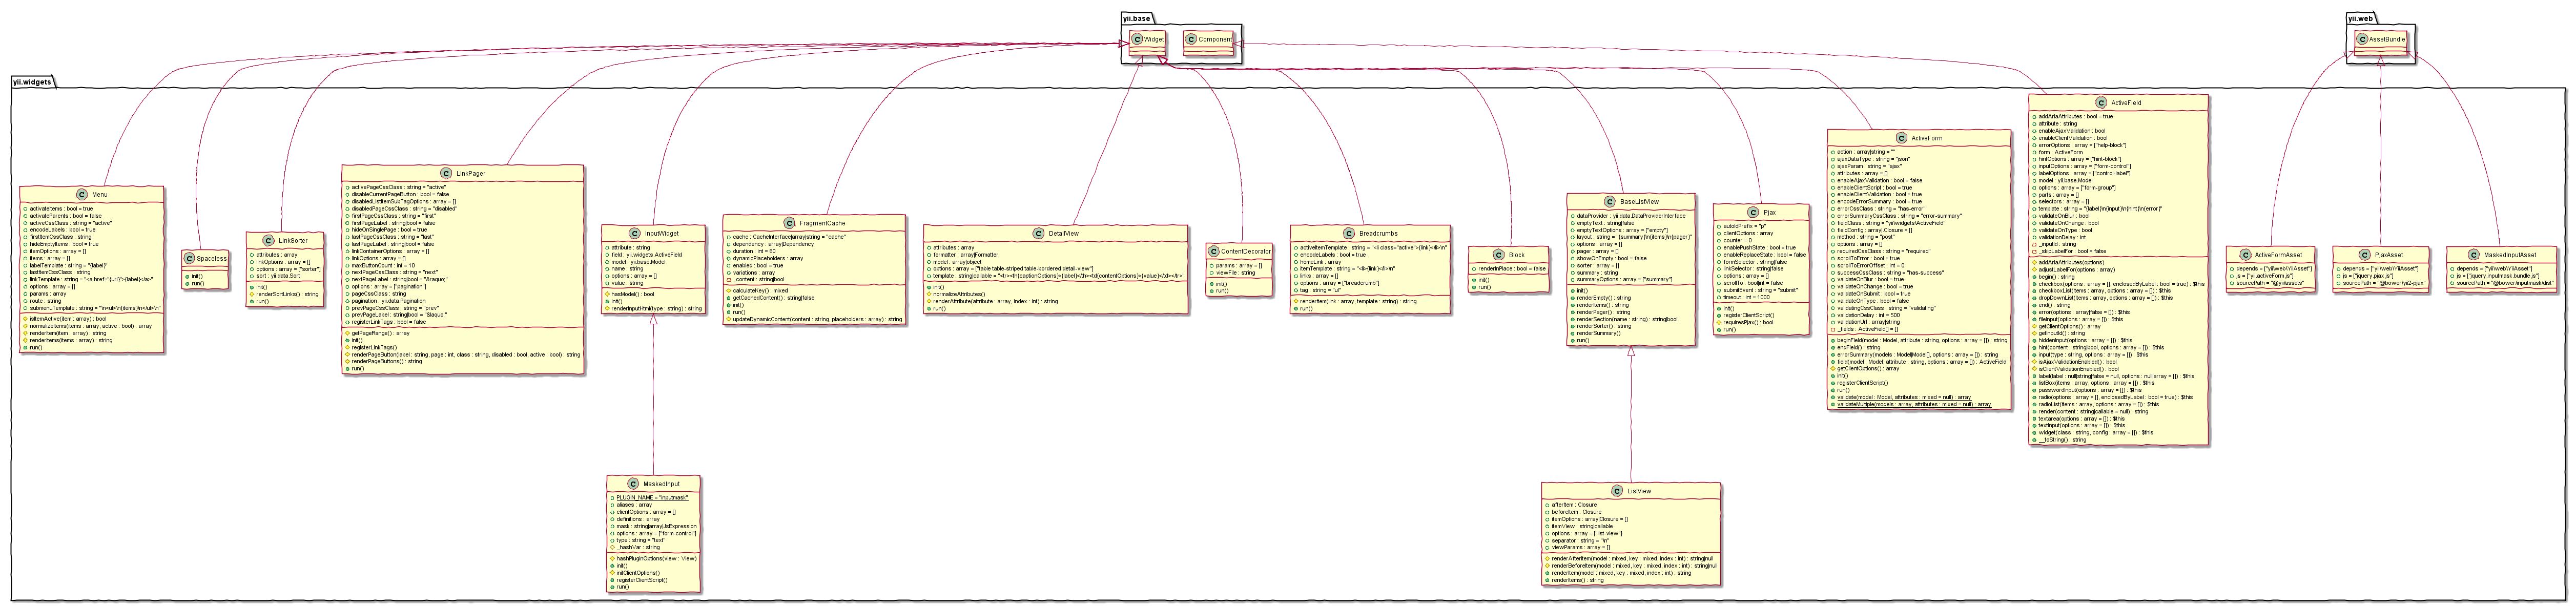 yii.base
Widget
Component
yii.web
AssetBundle
yii.widgets
Menu
activateItems : bool = true
activateParents : bool = false
activeCssClass : string = "active"
encodeLabels : bool = true
firstItemCssClass : string
hideEmptyItems : bool = true
itemOptions : array = []
items : array = []
labelTemplate : string = "{label}"
lastItemCssClass : string
linkTemplate : string = "<a href="{url}">{label}</a>"
options : array = []
params : array
route : string
submenuTemplate : string = "\n<ul>\n{items}\n</ul>\n"
isItemActive(item : array) : bool
normalizeItems(items : array, active : bool) : array
renderItem(item : array) : string
renderItems(items : array) : string
run()
Spaceless
init()
run()
LinkSorter
attributes : array
linkOptions : array = []
options : array = ["sorter"]
sort : yii.data.Sort
init()
renderSortLinks() : string
run()
LinkPager
activePageCssClass : string = "active"
disableCurrentPageButton : bool = false
disabledListItemSubTagOptions : array = []
disabledPageCssClass : string = "disabled"
firstPageCssClass : string = "first"
firstPageLabel : string|bool = false
hideOnSinglePage : bool = true
lastPageCssClass : string = "last"
lastPageLabel : string|bool = false
linkContainerOptions : array = []
linkOptions : array = []
maxButtonCount : int = 10
nextPageCssClass : string = "next"
nextPageLabel : string|bool = "&raquo;"
options : array = ["pagination"]
pageCssClass : string
pagination : yii.data.Pagination
prevPageCssClass : string = "prev"
prevPageLabel : string|bool = "&laquo;"
registerLinkTags : bool = false
getPageRange() : array
init()
registerLinkTags()
renderPageButton(label : string, page : int, class : string, disabled : bool, active : bool) : string
renderPageButtons() : string
run()
InputWidget
attribute : string
field : yii.widgets.ActiveField
model : yii.base.Model
name : string
options : array = []
value : string
hasModel() : bool
init()
renderInputHtml(type : string) : string
FragmentCache
cache : CacheInterface|array|string = "cache"
dependency : array|Dependency
duration : int = 60
dynamicPlaceholders : array
enabled : bool = true
variations : array
_content : string|bool
calculateKey() : mixed
getCachedContent() : string|false
init()
run()
updateDynamicContent(content : string, placeholders : array) : string
DetailView
attributes : array
formatter : array|Formatter
model : array|object
options : array = ["table table-striped table-bordered detail-view"]
template : string|callable = "<tr><th{captionOptions}>{label}</th><td{contentOptions}>{value}</td></tr>"
init()
normalizeAttributes()
renderAttribute(attribute : array, index : int) : string
run()
ContentDecorator
params : array = []
viewFile : string
init()
run()
Breadcrumbs
activeItemTemplate : string = "<li class="active">{link}</li>\n"
encodeLabels : bool = true
homeLink : array
itemTemplate : string = "<li>{link}</li>\n"
links : array = []
options : array = ["breadcrumb"]
tag : string = "ul"
renderItem(link : array, template : string) : string
run()
Block
renderInPlace : bool = false
init()
run()
BaseListView
dataProvider : yii.data.DataProviderInterface
emptyText : string|false
emptyTextOptions : array = ["empty"]
layout : string = "{summary}\n{items}\n{pager}"
options : array = []
pager : array = []
showOnEmpty : bool = false
sorter : array = []
summary : string
summaryOptions : array = ["summary"]
init()
renderEmpty() : string
renderItems() : string
renderPager() : string
renderSection(name : string) : string|bool
renderSorter() : string
renderSummary()
run()
Pjax
autoIdPrefix = "p"
clientOptions : array
counter = 0
enablePushState : bool = true
enableReplaceState : bool = false
formSelector : string|false
linkSelector : string|false
options : array = []
scrollTo : bool|int = false
submitEvent : string = "submit"
timeout : int = 1000
init()
registerClientScript()
requiresPjax() : bool
run()
ActiveForm
action : array|string = ""
ajaxDataType : string = "json"
ajaxParam : string = "ajax"
attributes : array = []
enableAjaxValidation : bool = false
enableClientScript : bool = true
enableClientValidation : bool = true
encodeErrorSummary : bool = true
errorCssClass : string = "has-error"
errorSummaryCssClass : string = "error-summary"
fieldClass : string = "yii\widgets\ActiveField"
fieldConfig : array|Closure = []
method : string = "post"
options : array = []
requiredCssClass : string = "required"
scrollToError : bool = true
scrollToErrorOffset : int = 0
successCssClass : string = "has-success"
validateOnBlur : bool = true
validateOnChange : bool = true
validateOnSubmit : bool = true
validateOnType : bool = false
validatingCssClass : string = "validating"
validationDelay : int = 500
validationUrl : array|string
_fields : ActiveField[] = []
beginField(model : Model, attribute : string, options : array = []) : string
endField() : string
errorSummary(models : Model|Model[], options : array = []) : string
field(model : Model, attribute : string, options : array = []) : ActiveField
getClientOptions() : array
init()
registerClientScript()
run()
validate(model : Model, attributes : mixed = null) : array
validateMultiple(models : array, attributes : mixed = null) : array
ActiveField
addAriaAttributes : bool = true
attribute : string
enableAjaxValidation : bool
enableClientValidation : bool
errorOptions : array = ["help-block"]
form : ActiveForm
hintOptions : array = ["hint-block"]
inputOptions : array = ["form-control"]
labelOptions : array = ["control-label"]
model : yii.base.Model
options : array = ["form-group"]
parts : array = []
selectors : array = []
template : string = "{label}\n{input}\n{hint}\n{error}"
validateOnBlur : bool
validateOnChange : bool
validateOnType : bool
validationDelay : int
_inputId : string
_skipLabelFor : bool = false
addAriaAttributes(options)
adjustLabelFor(options : array)
begin() : string
checkbox(options : array = [], enclosedByLabel : bool = true) : $this
checkboxList(items : array, options : array = []) : $this
dropDownList(items : array, options : array = []) : $this
end() : string
error(options : array|false = []) : $this
fileInput(options : array = []) : $this
getClientOptions() : array
getInputId() : string
hiddenInput(options : array = []) : $this
hint(content : string|bool, options : array = []) : $this
input(type : string, options : array = []) : $this
isAjaxValidationEnabled() : bool
isClientValidationEnabled() : bool
label(label : null|string|false = null, options : null|array = []) : $this
listBox(items : array, options : array = []) : $this
passwordInput(options : array = []) : $this
radio(options : array = [], enclosedByLabel : bool = true) : $this
radioList(items : array, options : array = []) : $this
render(content : string|callable = null) : string
textarea(options : array = []) : $this
textInput(options : array = []) : $this
widget(class : string, config : array = []) : $this
__toString() : string
ActiveFormAsset
depends = ["yii\web\YiiAsset"]
js = ["yii.activeForm.js"]
sourcePath = "@yii/assets"
PjaxAsset
depends = ["yii\web\YiiAsset"]
js = ["jquery.pjax.js"]
sourcePath = "@bower/yii2-pjax"
MaskedInputAsset
depends = ["yii\web\YiiAsset"]
js = ["jquery.inputmask.bundle.js"]
sourcePath = "@bower/inputmask/dist"
MaskedInput
PLUGIN_NAME = "inputmask"
aliases : array
clientOptions : array = []
definitions : array
mask : string|array|JsExpression
options : array = ["form-control"]
type : string = "text"
_hashVar : string
hashPluginOptions(view : View)
init()
initClientOptions()
registerClientScript()
run()
ListView
afterItem : Closure
beforeItem : Closure
itemOptions : array|Closure = []
itemView : string|callable
options : array = ["list-view"]
separator : string = "\n"
viewParams : array = []
renderAfterItem(model : mixed, key : mixed, index : int) : string|null
renderBeforeItem(model : mixed, key : mixed, index : int) : string|null
renderItem(model : mixed, key : mixed, index : int) : string
renderItems() : string